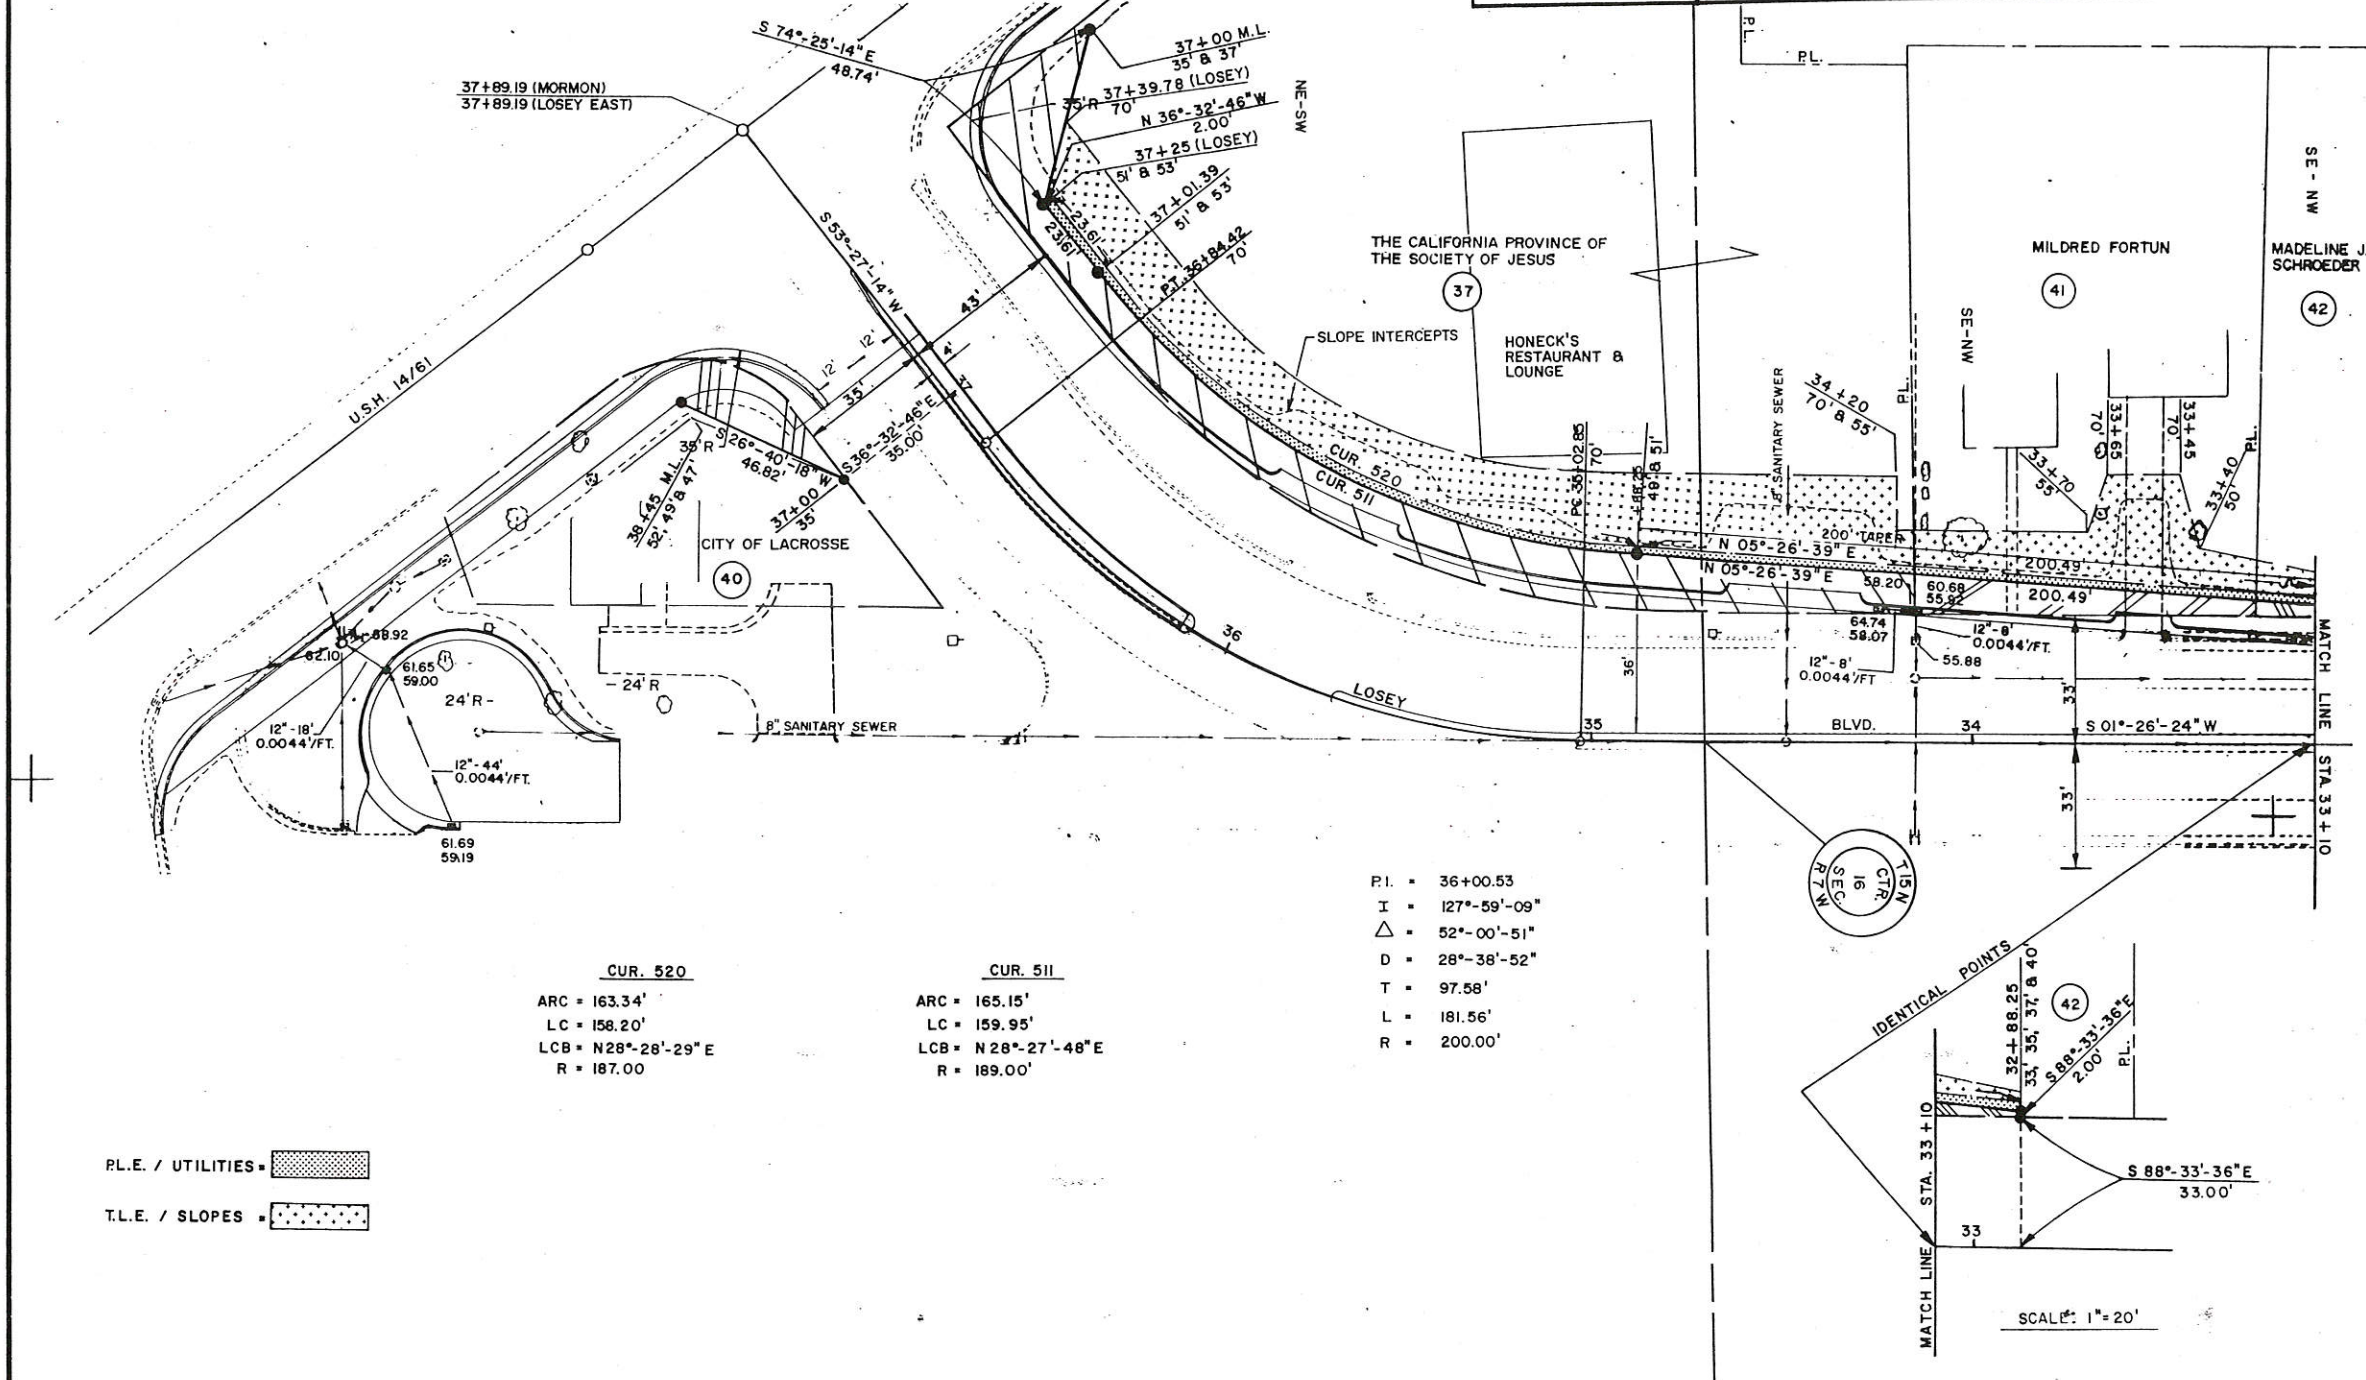 S 74°-25'-14" E
48.74'
37+89.19 (MORMON)
37+89.19 (LOSEY EAST)
37+00 M.L.
35' & 37'
37+39.78 (LOSEY)
70'
35'R
N 36°-32'-46" W
2.00'
37+25 (LOSEY)
51' & 53'
37+01.39
51' & 53'
P.T. 36+84.42
70'
23.61'
23.61'
NE-SW
P.L.
P.L.
S 53°-27'-14" W
U.S.H. 14/61
43'
4'
12'
12'
35'
37
S 36°-32'-46" E
35.00'
35'R
S 26°-40'-18" W
46.82'
38+45 M.L.
52', 49' & 47'
37+00
35'
CITY OF LACROSSE
40
THE CALIFORNIA PROVINCE OF
THE SOCIETY OF JESUS
37
SLOPE INTERCEPTS
HONECK'S
RESTAURANT &
LOUNGE
MILDRED FORTUN
41
SE-NW
SE - NW
MADELINE J.
SCHROEDER
42
8" SANITARY SEWER
34+20
70' & 55'
P.L.
33+65
70'
33+45
70'
P.L.
33+70
55'
33+40
50'
CUR. 520
CUR. 511
PC 35+02.85
70'
+88.25
49' & 51'
200' TAPER
N 05°-26'-39" E
200.49'
N 05°-26'-39" E
200.49'
58.20
60.68
55.92
64.74
58.07
12"-8'
0.0044'/FT.
12"-8'
0.0044'/FT
55.88
36'
33'
33'
36
LOSEY
35
BLVD.
34
S 01°-26'-24" W
MATCH LINE STA. 33+10
58.92
62.10
61.65
59.00
24'R
24'R
8" SANITARY SEWER
12"-18'
0.0044'/FT.
12"-44'
0.0044'/FT.
61.69
59.19
T15N
CTR.
16
SEC.
R7W
P.I. = 36+00.53
I = 127°-59'-09"
△ = 52°-00'-51"
D = 28°-38'-52"
T = 97.58'
L = 181.56'
R = 200.00'
CUR. 520
ARC = 163.34'
LC = 158.20'
LCB = N28°-28'-29" E
R = 187.00
CUR. 511
ARC = 165.15'
LC = 159.95'
LCB = N 28°-27'-48" E
R = 189.00'
IDENTICAL POINTS
32+88.25
33', 35', 37', & 40'
42
S 88°-33'-36" E
2.00'
P.L.
S 88°-33'-36" E
33.00'
33
MATCH LINE STA. 33+10
SCALE: 1"=20'
P.L.E. / UTILITIES =
T.L.E. / SLOPES =